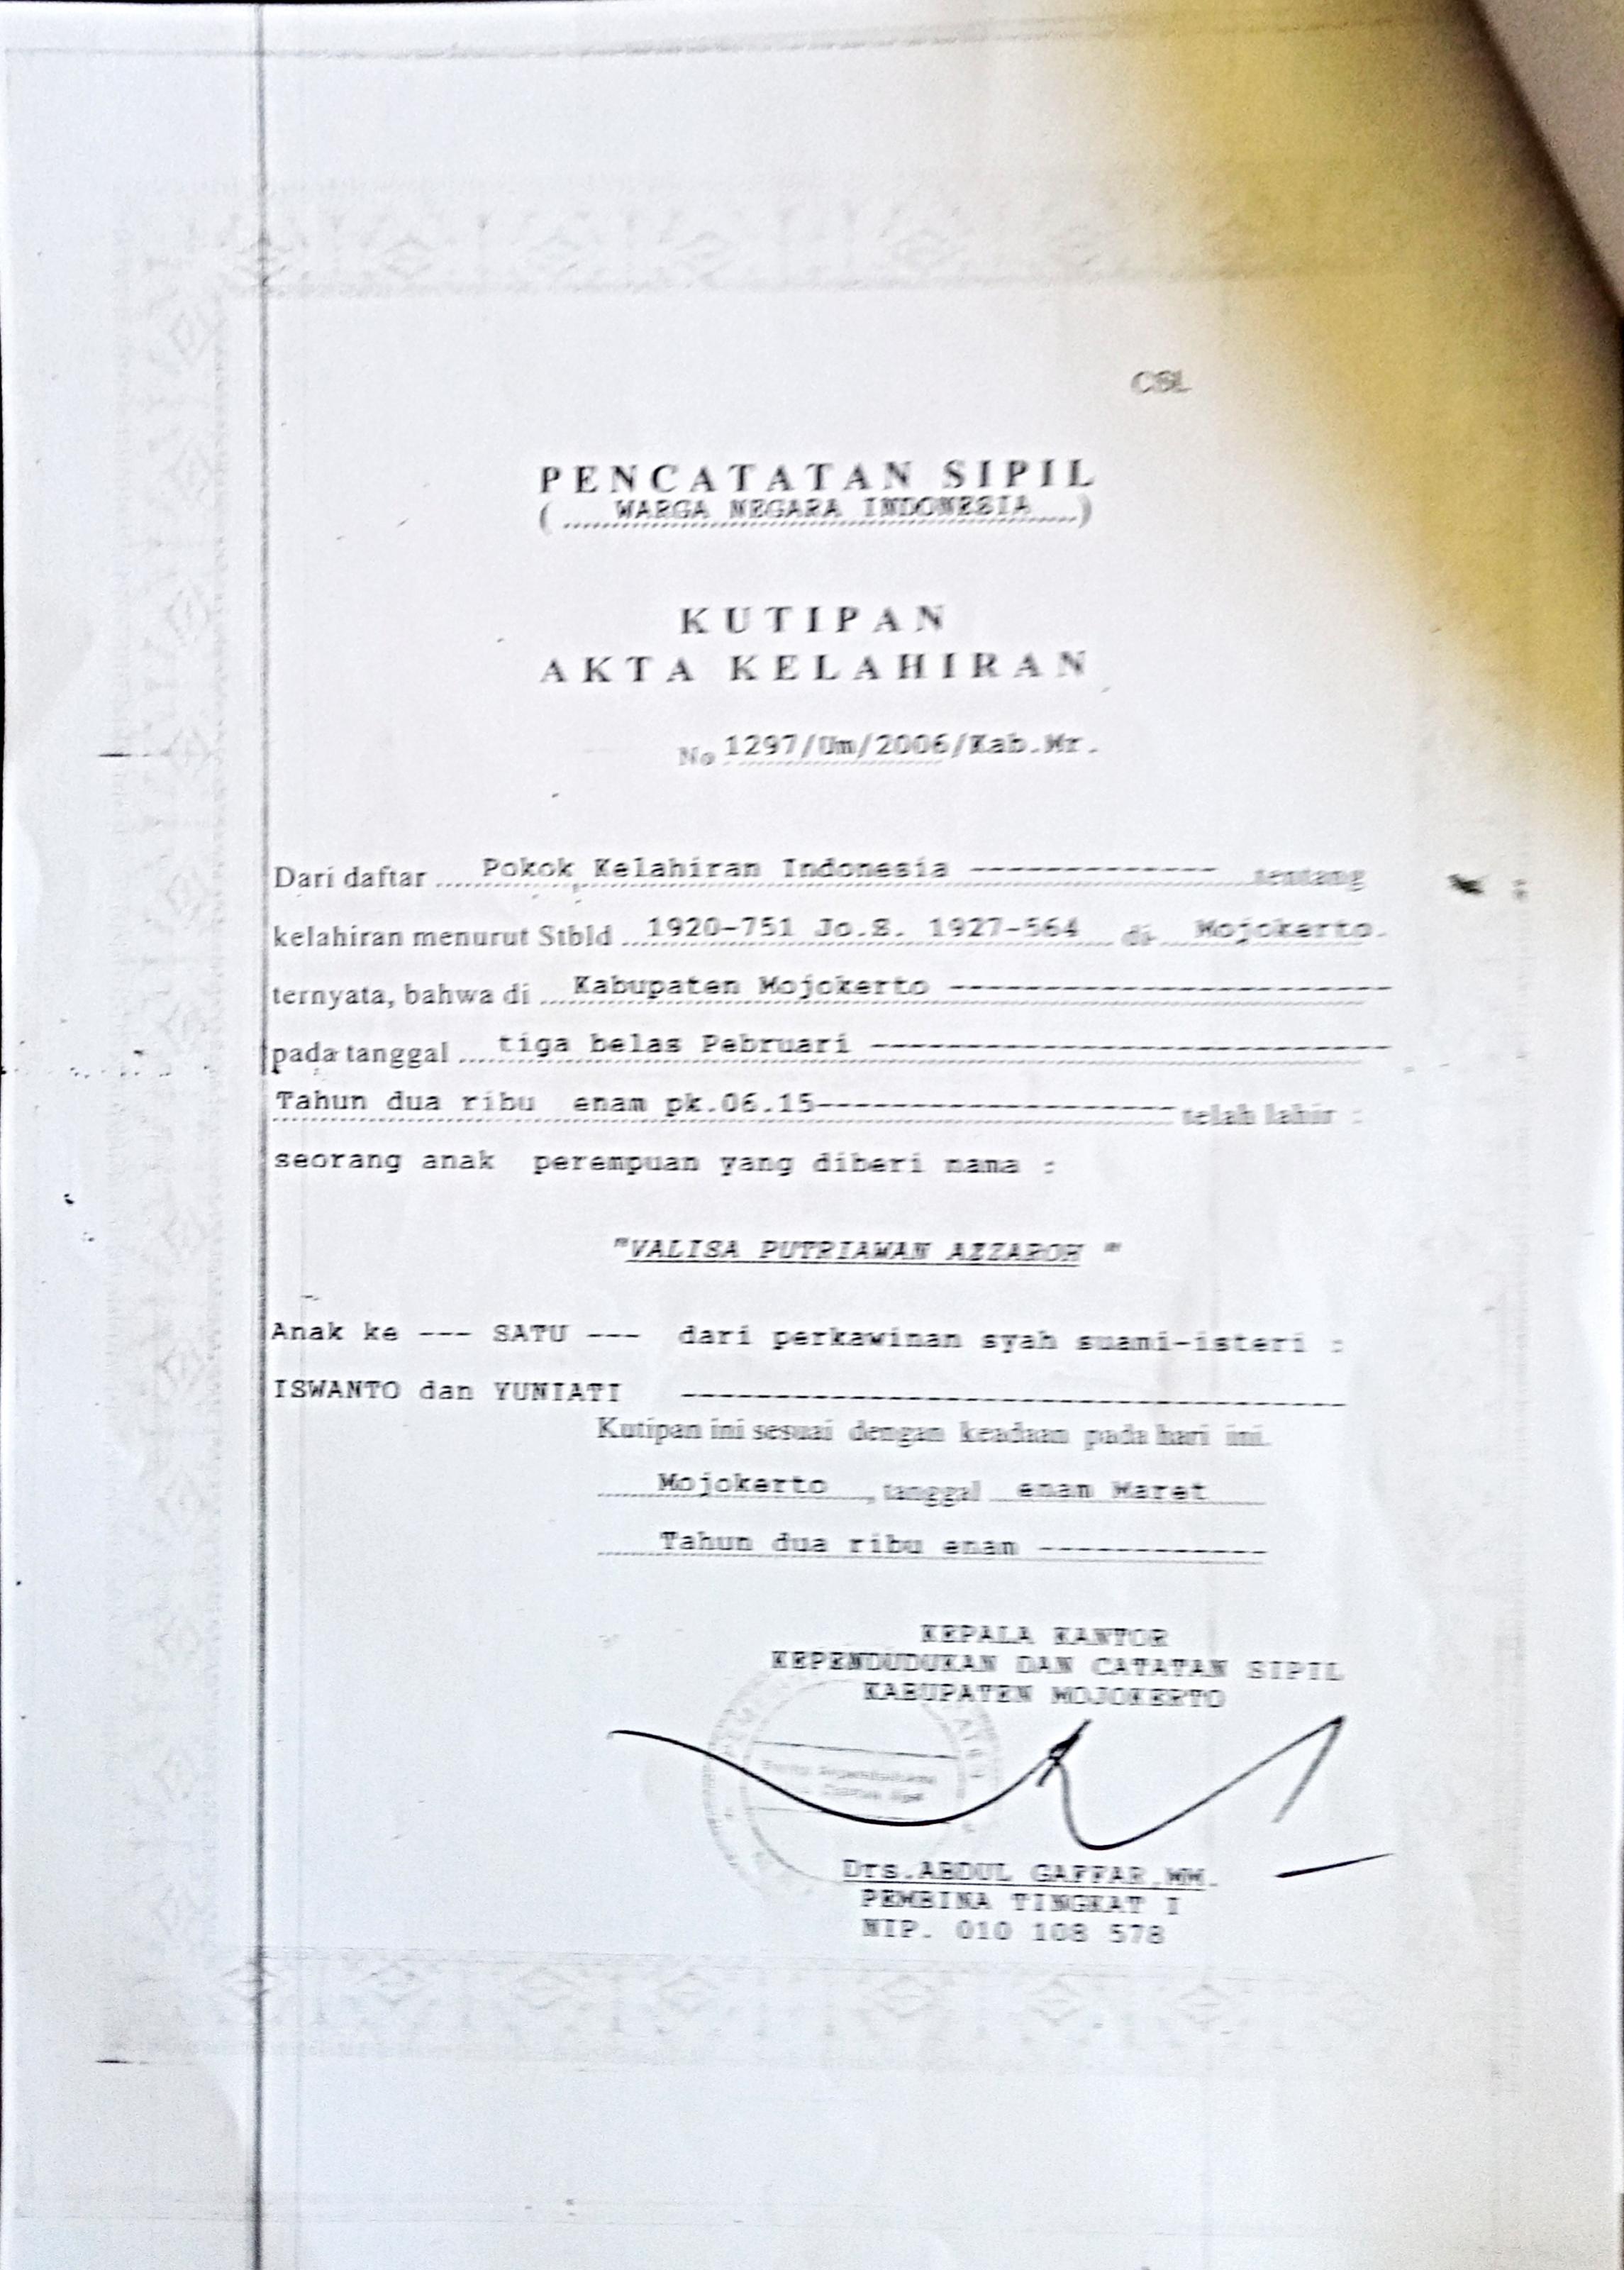 CSL
PENCATATAN SIPIL
( WARGA NEGARA INDONESIA )
KUTIPAN
AKTA KELAHIRAN
No 1297/Um/2006/Kab.Mr.
Dari daftar Pokok Kelahiran Indonesia ------------- tentang
kelahiran menurut Stbld 1920-751 Jo.S. 1927-564 di Mojokerto.
ternyata, bahwa di Kabupaten Mojokerto ------------------------
pada tanggal tiga belas Pebruari ----------------------------
Tahun dua ribu enam pk.06.15------------------- telah lahir :
seorang anak perempuan yang diberi nama :
"VALISA PUTRIAWAN AZZAROH "
Anak ke --- SATU --- dari perkawinan syah suami-isteri :
ISWANTO dan YUNIATI ------------------------------------
Kutipan ini sesuai dengan keadaan pada hari ini.
Mojokerto , tanggal enam Maret
Tahun dua ribu enam ------------
KEPALA KANTOR
KEPENDUDUKAN DAN CATATAN SIPIL
KABUPATEN MOJOKERTO
Drs.ABDUL GAFFAR,MM.
PEMBINA TINGKAT I
NIP. 010 108 578